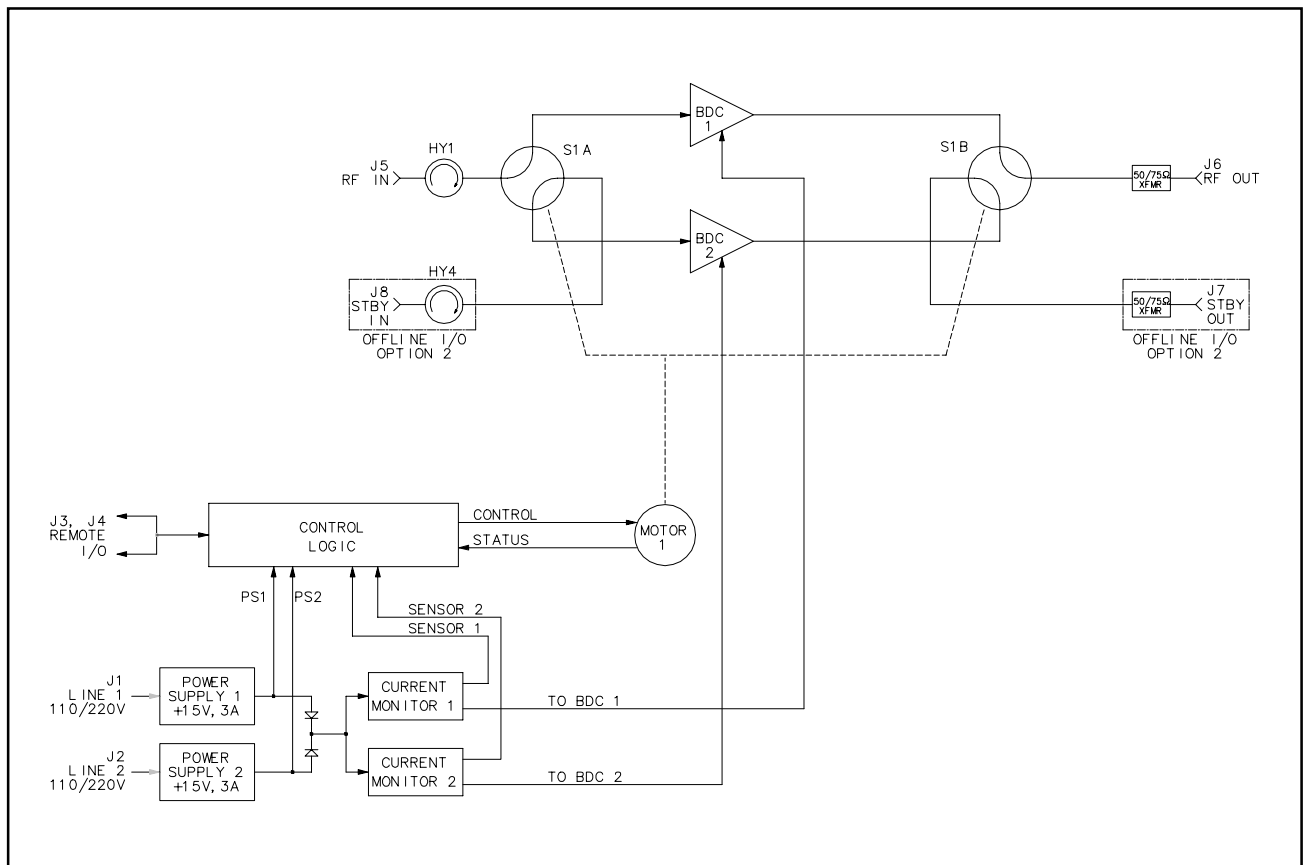 BDC
1
HY1
S1A
S1B
J5
RF IN
50/75Ω
XFMR
J6
RF OUT
BDC
2
HY4
J8
STBY
IN
OFFLINE I/O
OPTION 2
50/75Ω
XFMR
J7
STBY
OUT
OFFLINE I/O
OPTION 2
J3, J4
REMOTE
I/O
CONTROL
LOGIC
CONTROL
STATUS
MOTOR
1
PS1
PS2
SENSOR 2
SENSOR 1
J1
LINE 1
110/220V
POWER
SUPPLY 1
+15V, 3A
CURRENT
MONITOR 1
TO BDC 1
J2
LINE 2
110/220V
POWER
SUPPLY 2
+15V, 3A
CURRENT
MONITOR 2
TO BDC 2